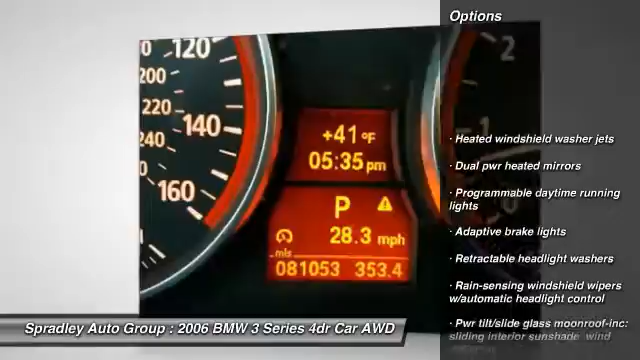 Options
120
200
220
140
240
160
+41°F
05:35 pm
P
28.3 mph
mls
081053 353.4
2
1
· Heated windshield washer jets
· Dual pwr heated mirrors
· Programmable daytime running
lights
· Adaptive brake lights
· Retractable headlight washers
· Rain-sensing windshield wipers
w/automatic headlight control
· Pwr tilt/slide glass moonroof-inc:
sliding interior sunshade wind
Spradley Auto Group : 2006 BMW 3 Series 4dr Car AWD